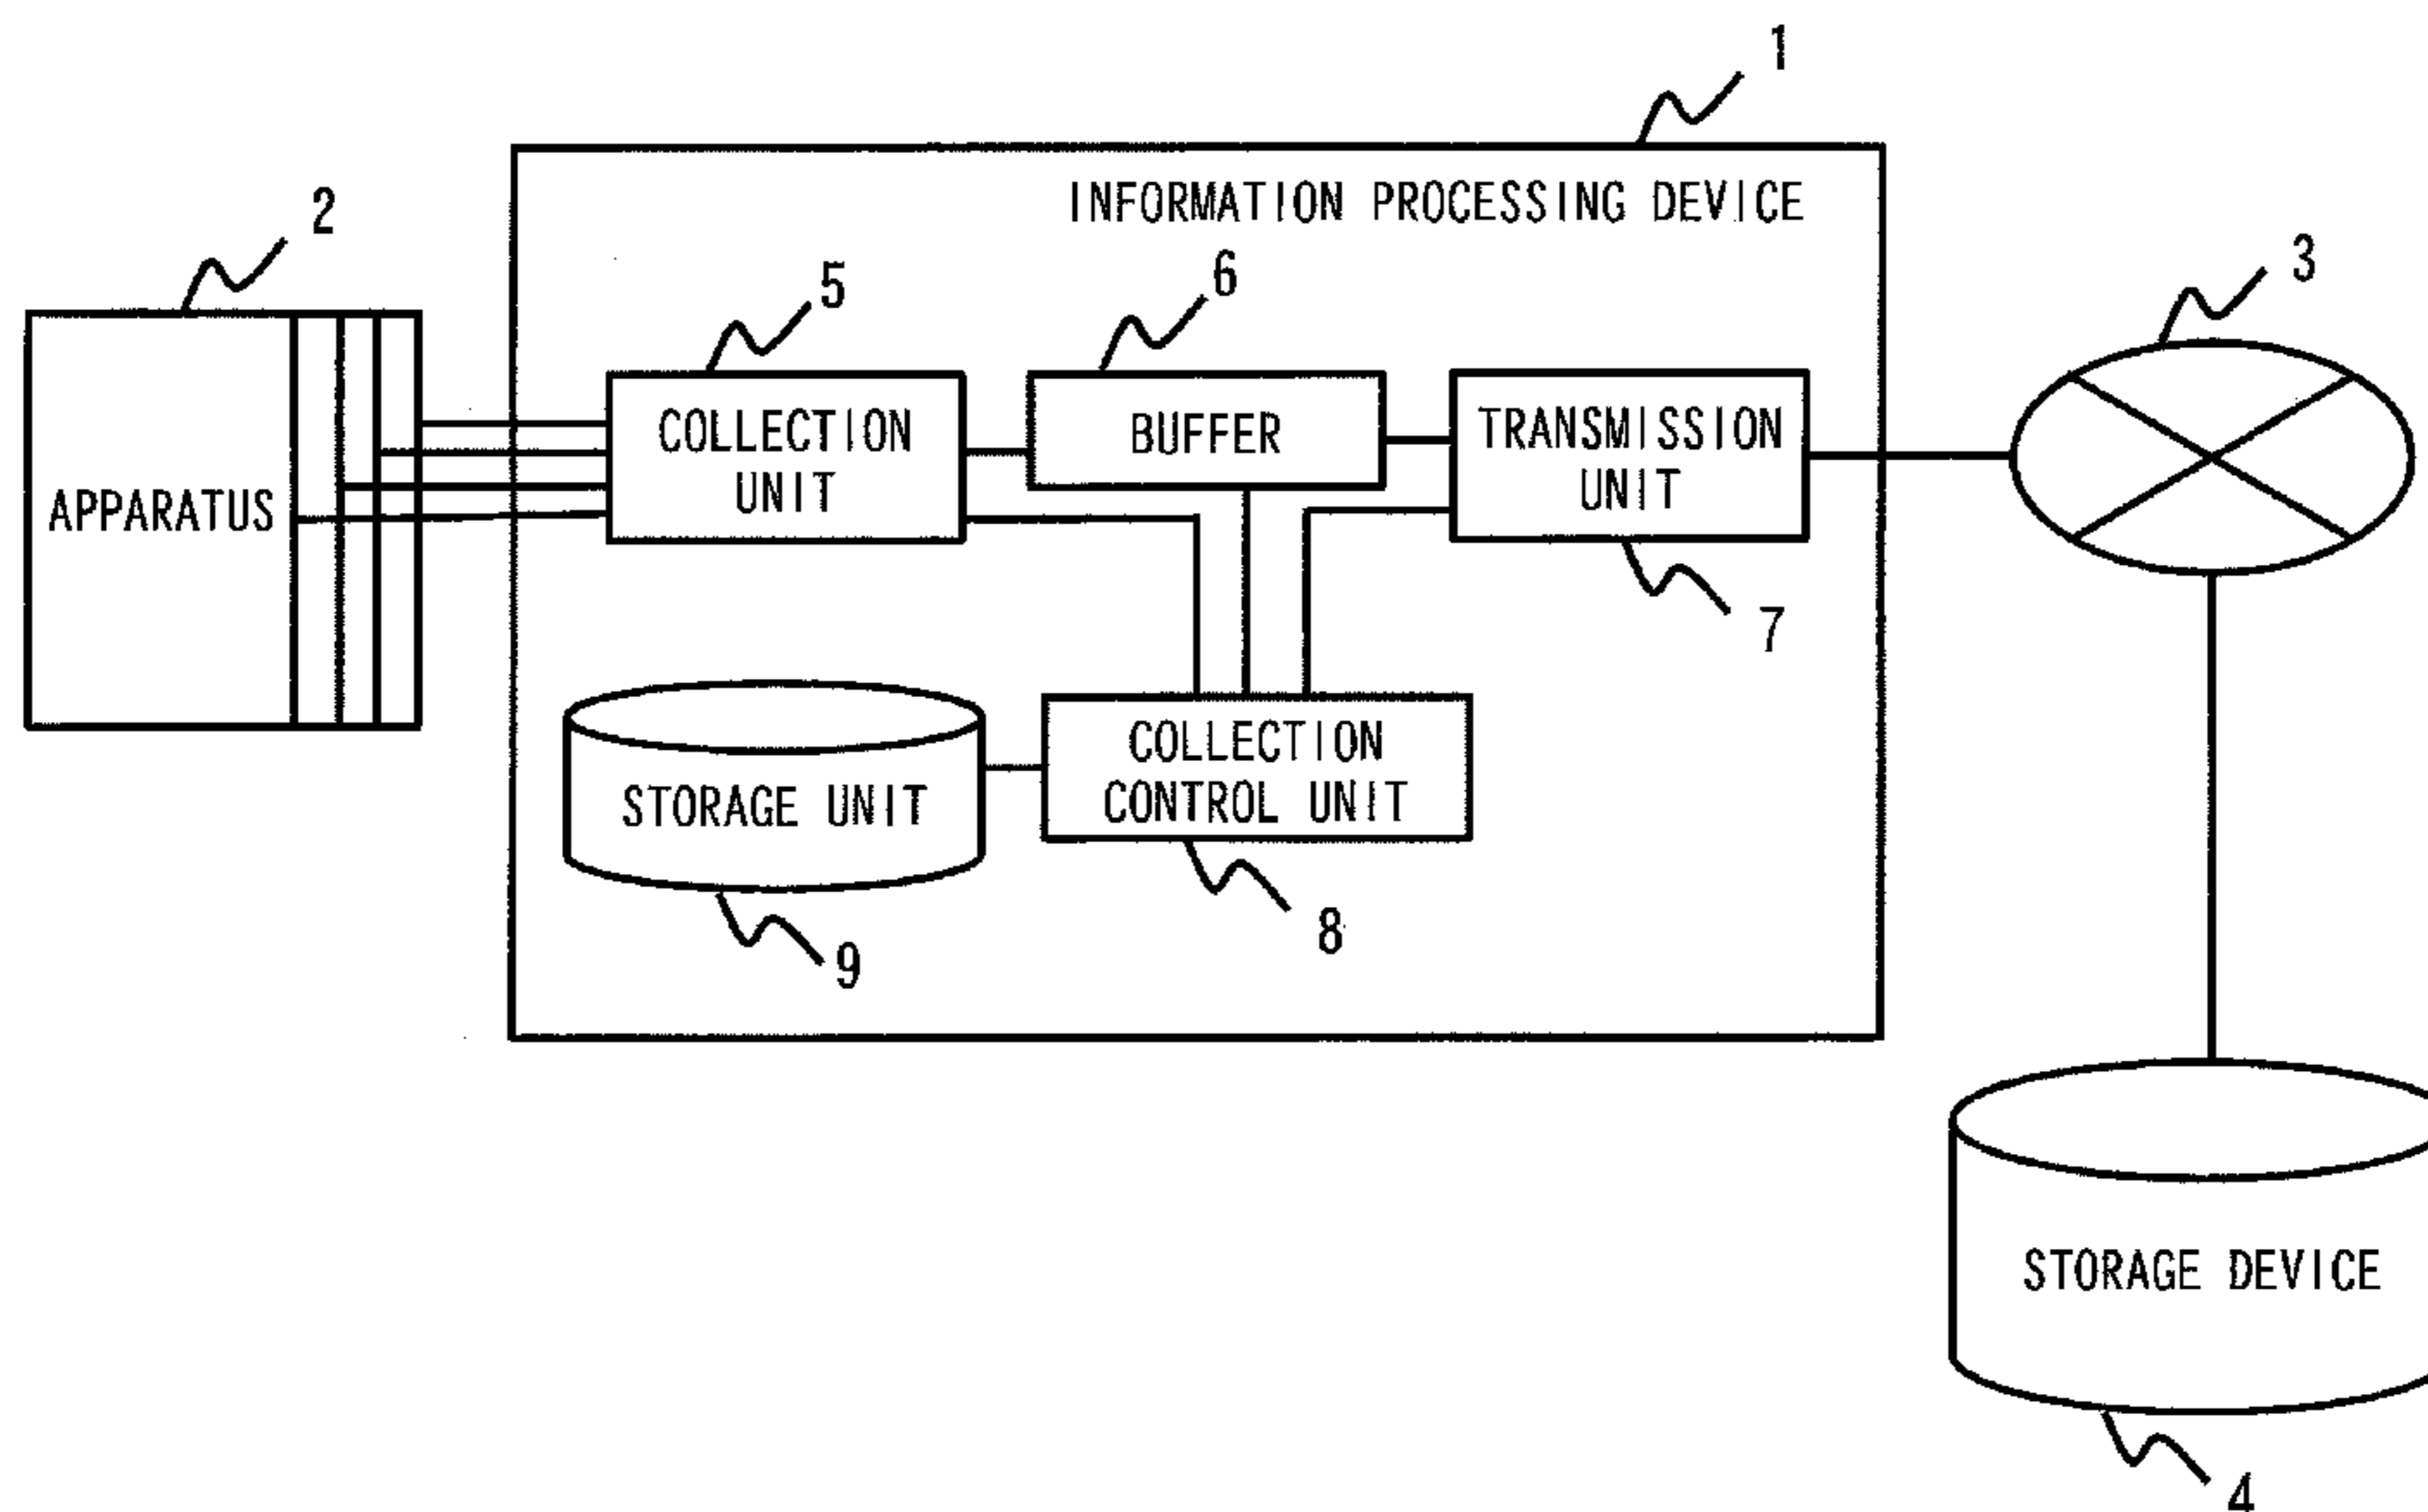 1
INFORMATION PROCESSING DEVICE
2
5
6
3
APPARATUS
COLLECTION
UNIT
BUFFER
TRANSMISSION
UNIT
7
STORAGE UNIT
COLLECTION
CONTROL UNIT
8
9
STORAGE DEVICE
4